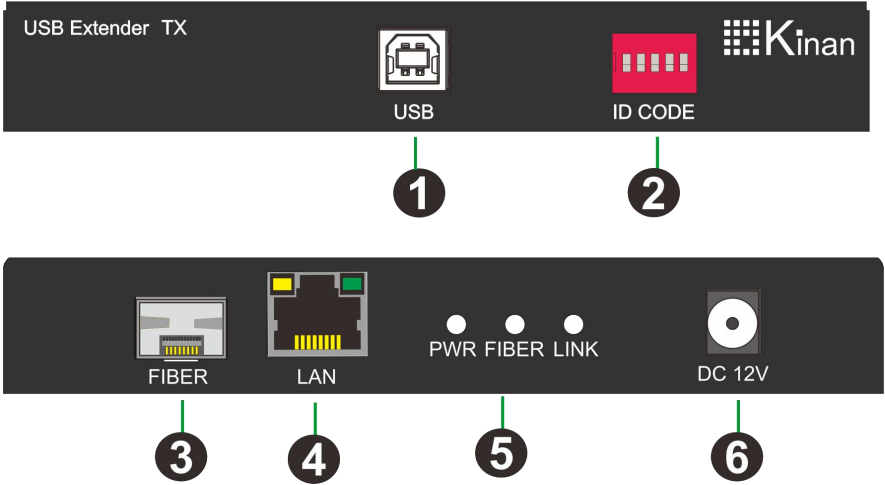 USB Extender TX
Kinan
USB
ID CODE
1
2
PWR FIBER LINK
FIBER
LAN
DC 12V
3
4
5
6